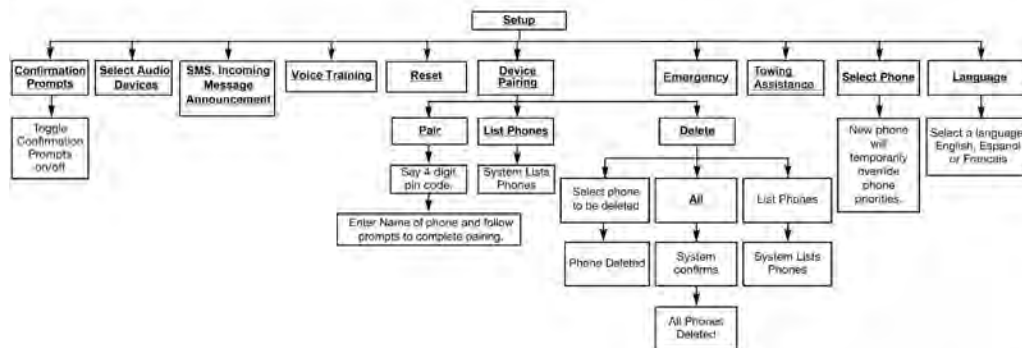 Setup
Confirmation
Prompts
Select Audio
Devices
SMS, Incoming
Message
Announcement
Voice Training
Reset
Device
Pairing
Emergency
Towing
Assistance
Select Phone
Language
Toggle
Confirmation
Prompts
on/off
Pair
List Phones
Delete
New phone
will
temporarily
override
phone
priorities.
Select a language
English, Espanol
or Francais
Say 4 digit
pin code.
System Lists
Phones
Select phone
to be deleted
All
List Phones
Enter Name of phone and follow
prompts to complete pairing.
Phone Deleted
System
confirms
System Lists
Phones
All Phones
Deleted